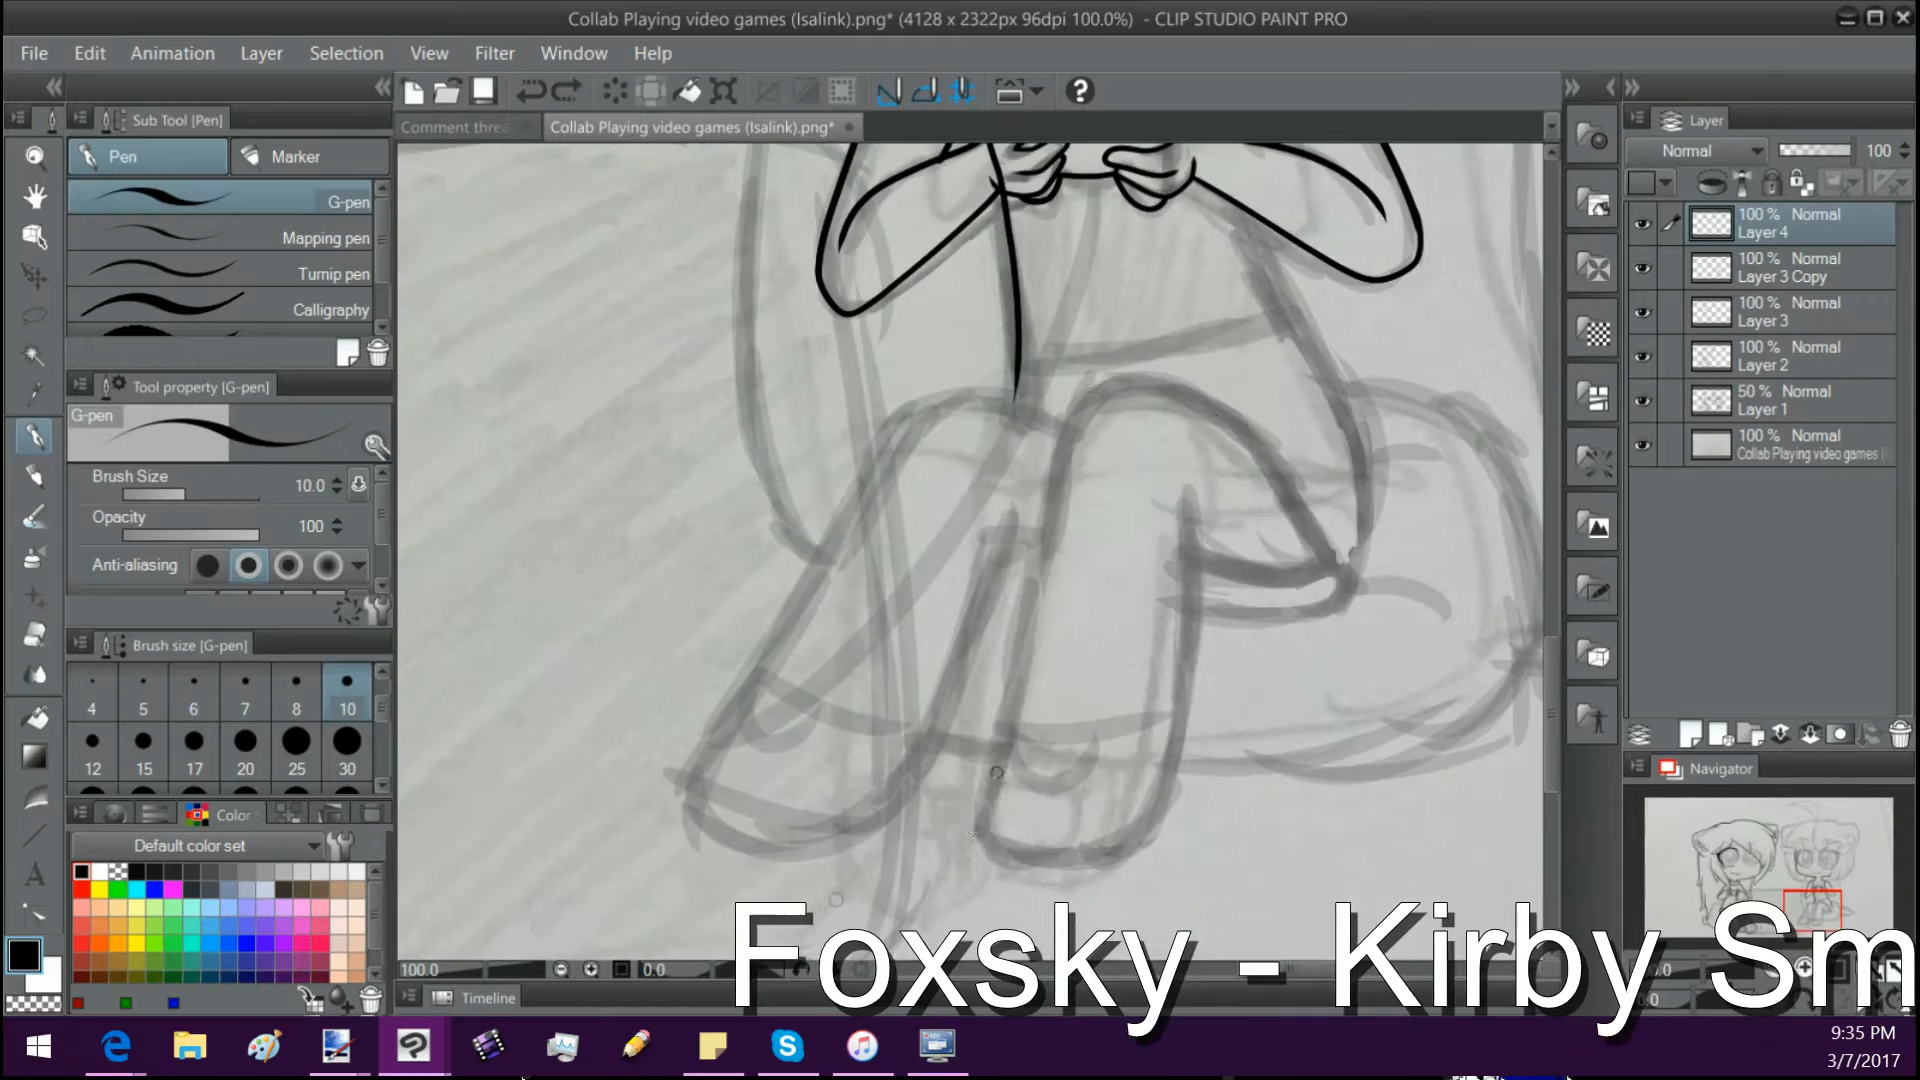 Collab Playing video games (Isalink).png* (4128 x 2322px 96dpi 100.0%) - CLIP STUDIO PAINT PRO
File Edit Animation Layer Selection View Filter Window Help
Sub Tool [Pen]
Comment threa
Collab Playing video games (Isalink).png*
Layer
Pen
Marker
Normal
100
G-pen
Mapping pen
Turnip pen
Calligraphy
100 % Normal
Layer 4
100 % Normal
Layer 3 Copy
100 % Normal
Layer 3
100 % Normal
Layer 2
50 % Normal
Layer 1
100 % Normal
Collab Playing video games (
Tool property [G-pen]
G-pen
Brush Size
10.0
Opacity
100
Anti-aliasing
Brush size [G-pen]
4 5 6 7 8 10
12 15 17 20 25 30
Color
Default color set
Navigator
100.0
0.0
Timeline
Foxsky - Kirby Sm
9:35 PM
3/7/2017